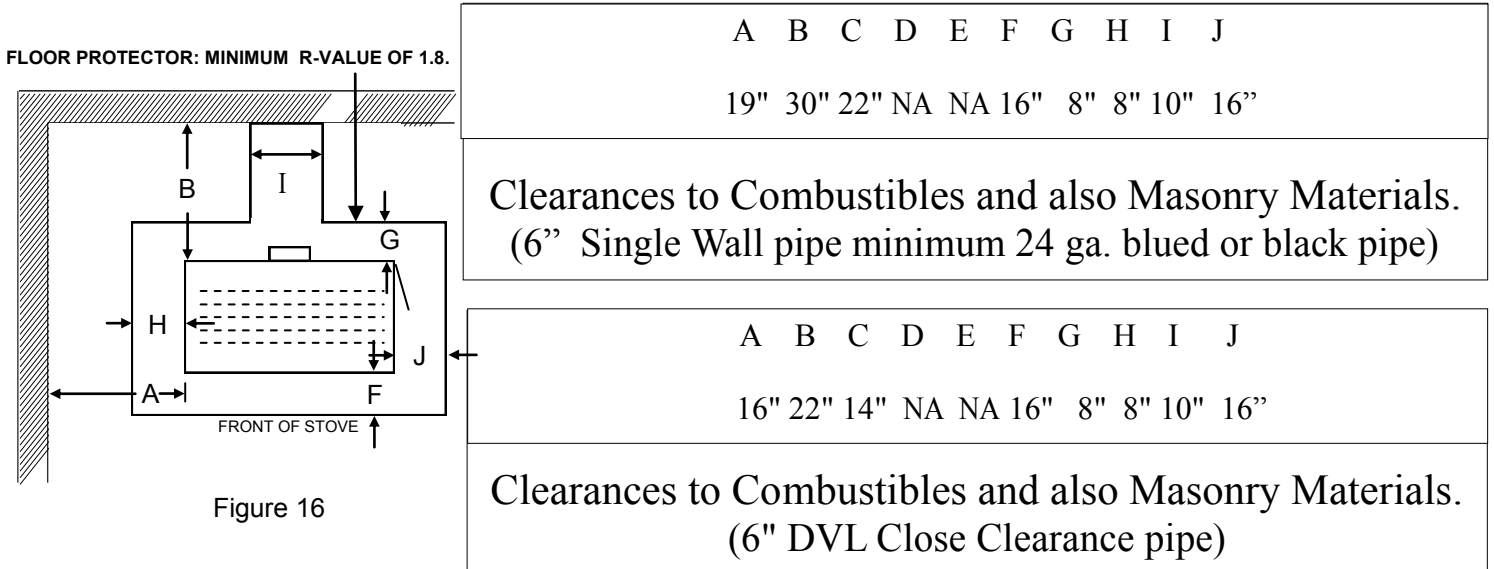 FLOOR PROTECTOR: MINIMUM R-VALUE OF 1.8.
B
I
G
H
J
A
F
FRONT OF STOVE
Figure 16
A B C D E F G H I J
19" 30" 22" NA NA 16" 8" 8" 10" 16”
Clearances to Combustibles and also Masonry Materials.
(6” Single Wall pipe minimum 24 ga. blued or black pipe)
A B C D E F G H I J
16" 22" 14" NA NA 16" 8" 8" 10" 16”
Clearances to Combustibles and also Masonry Materials.
(6" DVL Close Clearance pipe)